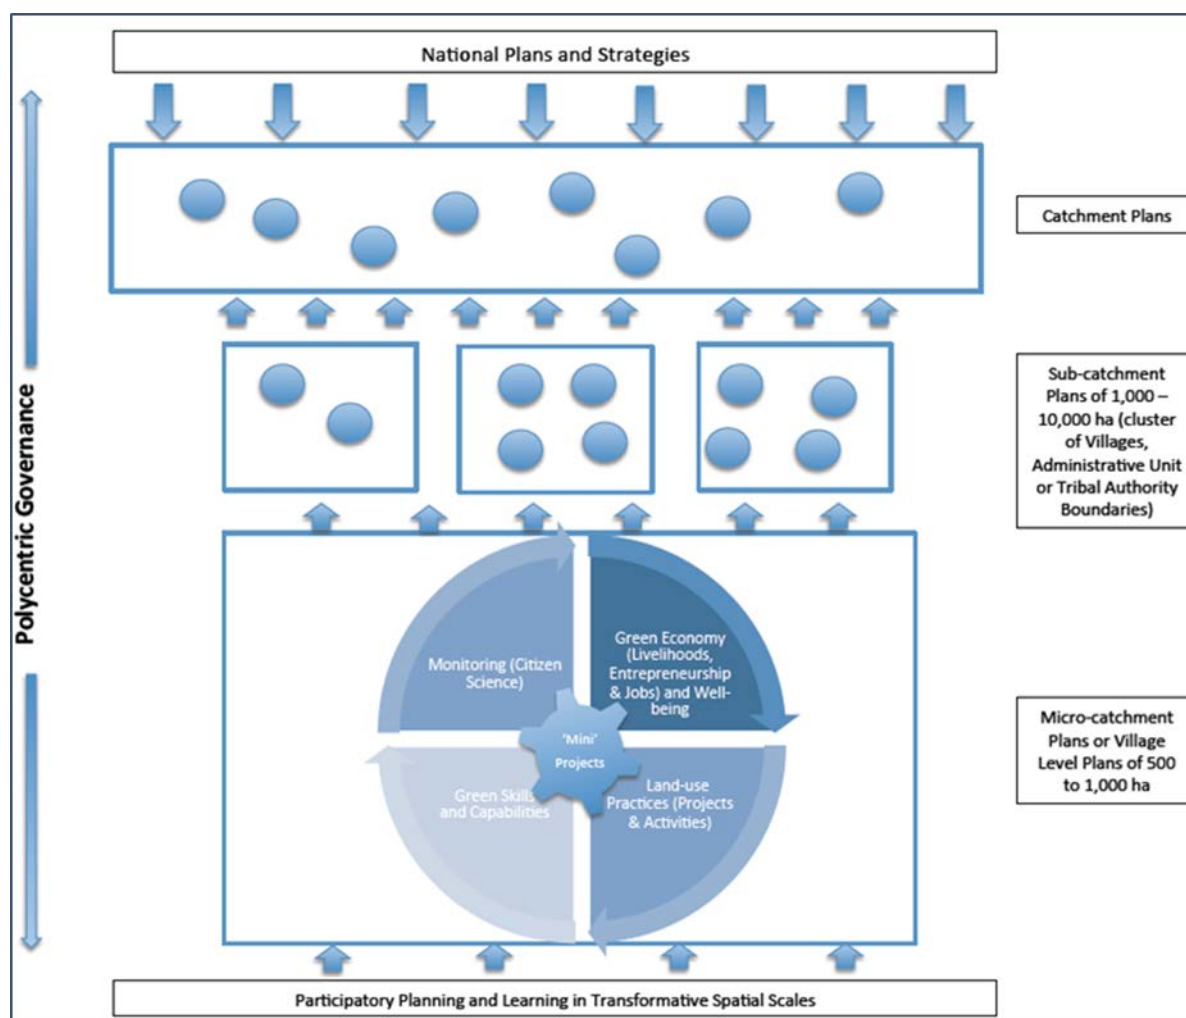 National Plans and Strategies
Catchment Plans
Polycentric Governance
Sub-catchment
Plans of 1,000 –
10,000 ha (cluster
of Villages,
Administrative Unit
or Tribal Authority
Boundaries)
Monitoring (Citizen
Science)
Green Economy
(Livelihoods,
Entrepreneurship
& Jobs) and Well-
being
'Mini'
Projects
Green Skills
and Capabilities
Land-use
Practices (Projects
& Activities)
Micro-catchment
Plans or Village
Level Plans of 500
to 1,000 ha
Participatory Planning and Learning in Transformative Spatial Scales